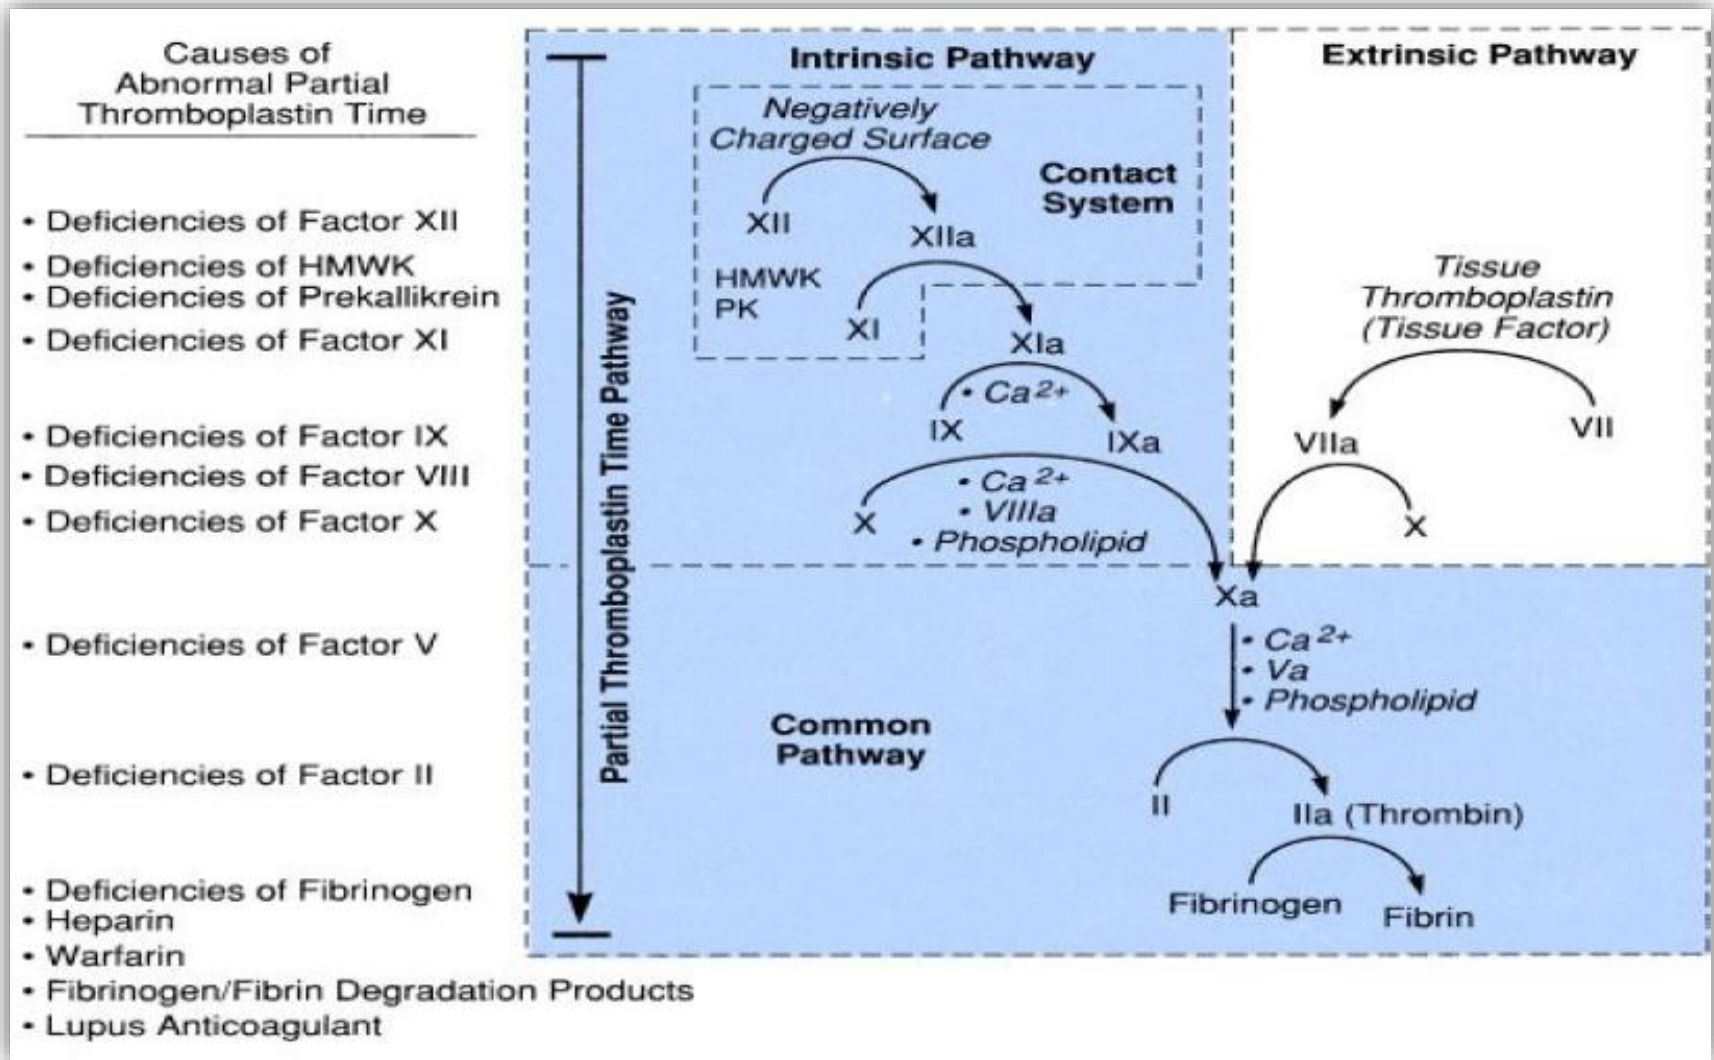 Causes of
Abnormal Partial
Thromboplastin Time
• Deficiencies of Factor XII
• Deficiencies of HMWK
• Deficiencies of Prekallikrein
• Deficiencies of Factor XI
• Deficiencies of Factor IX
• Deficiencies of Factor VIII
• Deficiencies of Factor X
• Deficiencies of Factor V
• Deficiencies of Factor II
• Deficiencies of Fibrinogen
• Heparin
• Warfarin
• Fibrinogen/Fibrin Degradation Products
• Lupus Anticoagulant
Partial Thromboplastin Time Pathway
Intrinsic Pathway
Negatively
Charged Surface
Contact
System
XII
XIIa
HMWK
PK
XI
XIa
• Ca2+
IX
IXa
• Ca2+
• VIIIa
• Phospholipid
X
Extrinsic Pathway
Tissue
Thromboplastin
(Tissue Factor)
VII
VIIa
X
Xa
• Ca2+
• Va
• Phospholipid
Common
Pathway
II
IIa (Thrombin)
Fibrinogen
Fibrin